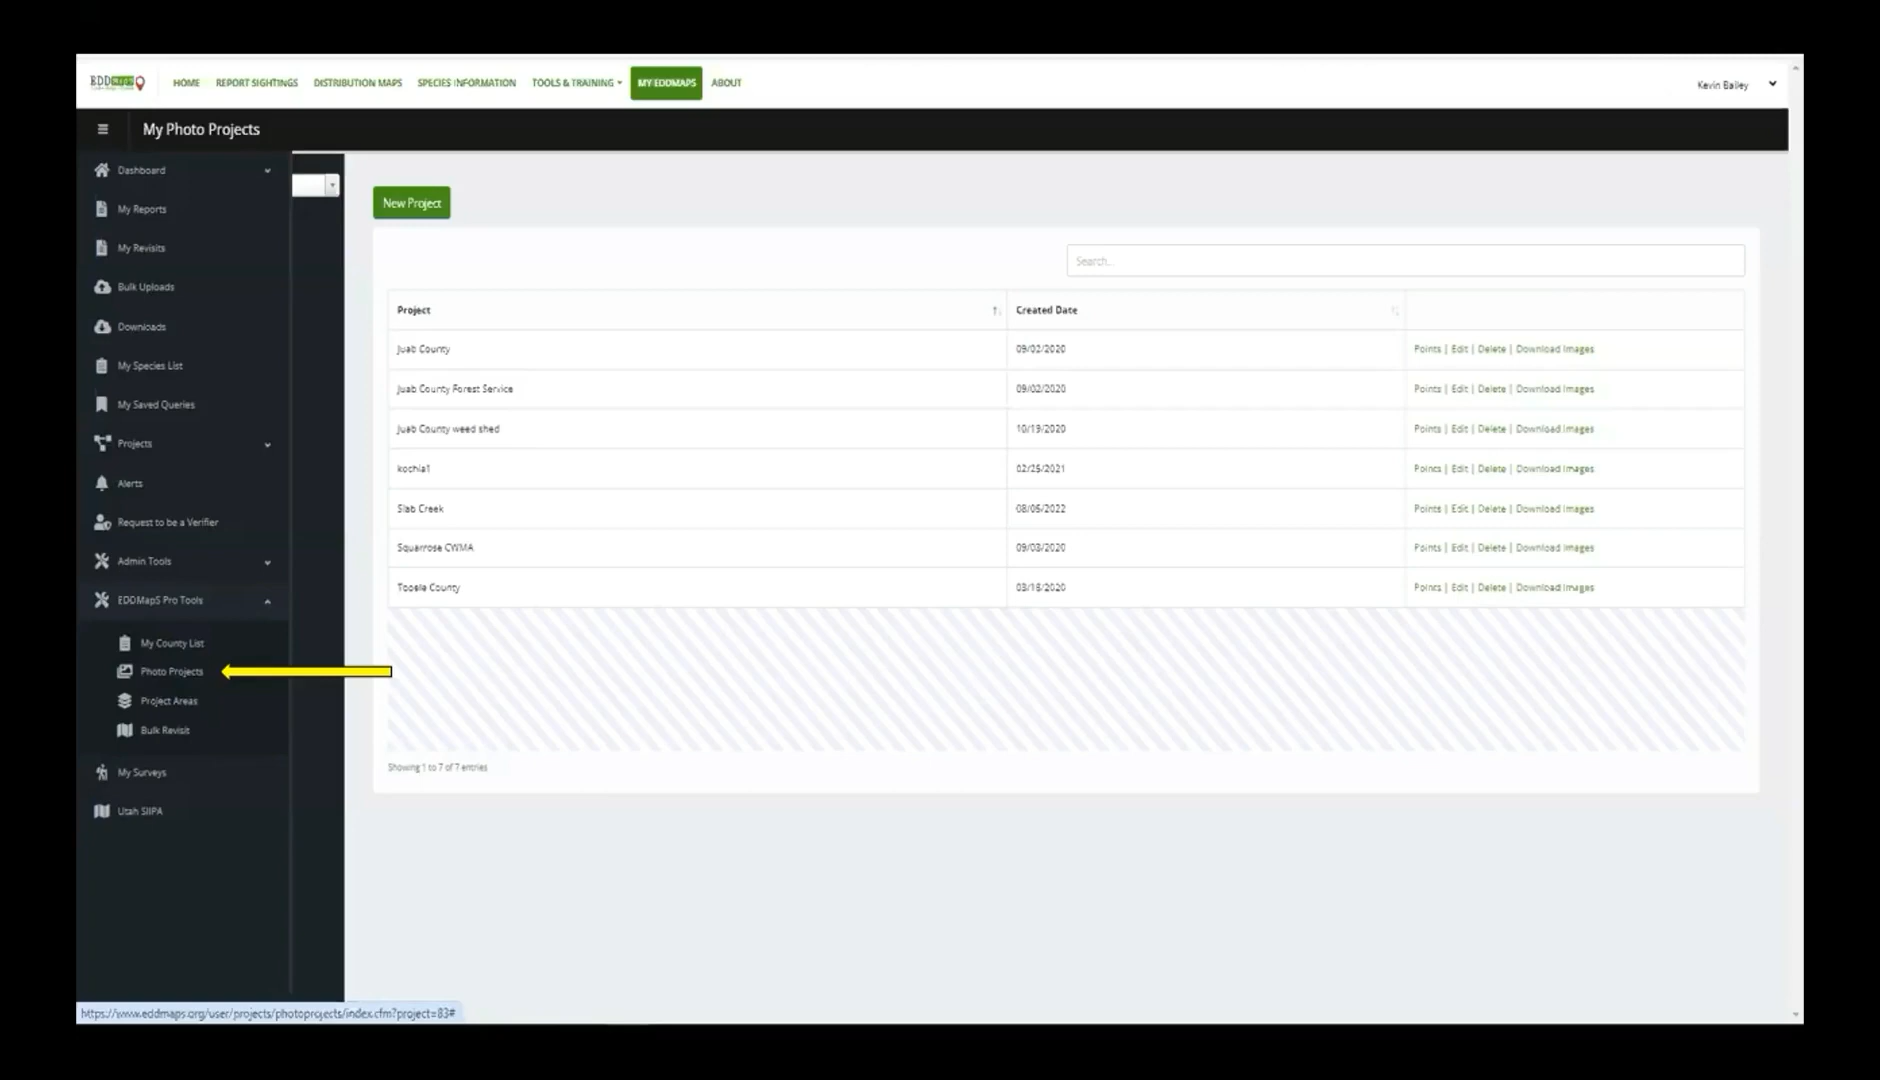 EDDMapS HOME REPORT SIGHTINGS DISTRIBUTION MAPS SPECIES INFORMATION TOOLS & TRAINING MY EDDMAPS ABOUT Kevin Bailey
My Photo Projects
Dashboard
My Reports
My Revisits
Bulk Uploads
Downloads
My Species List
My Saved Queries
Projects
Alerts
Request to be a Verifier
Admin Tools
EDDMapS Pro Tools
My County List
Photo Projects
Project Areas
Bulk Revisit
My Surveys
Utah SIIPA
New Project
Search...
Project Created Date
Juab County 09/02/2020 Points | Edit | Delete | Download Images
Juab County Forest Service 09/02/2020 Points | Edit | Delete | Download Images
Juab County weed shed 10/19/2020 Points | Edit | Delete | Download Images
kochia1 02/25/2021 Points | Edit | Delete | Download Images
Slab Creek 08/05/2022 Points | Edit | Delete | Download Images
Squarrose CWMA 09/03/2020 Points | Edit | Delete | Download Images
Tooele County 03/18/2020 Points | Edit | Delete | Download Images
Showing 1 to 7 of 7 entries
https://www.eddmaps.org/user/projects/photoprojects/index.cfm?project=83#